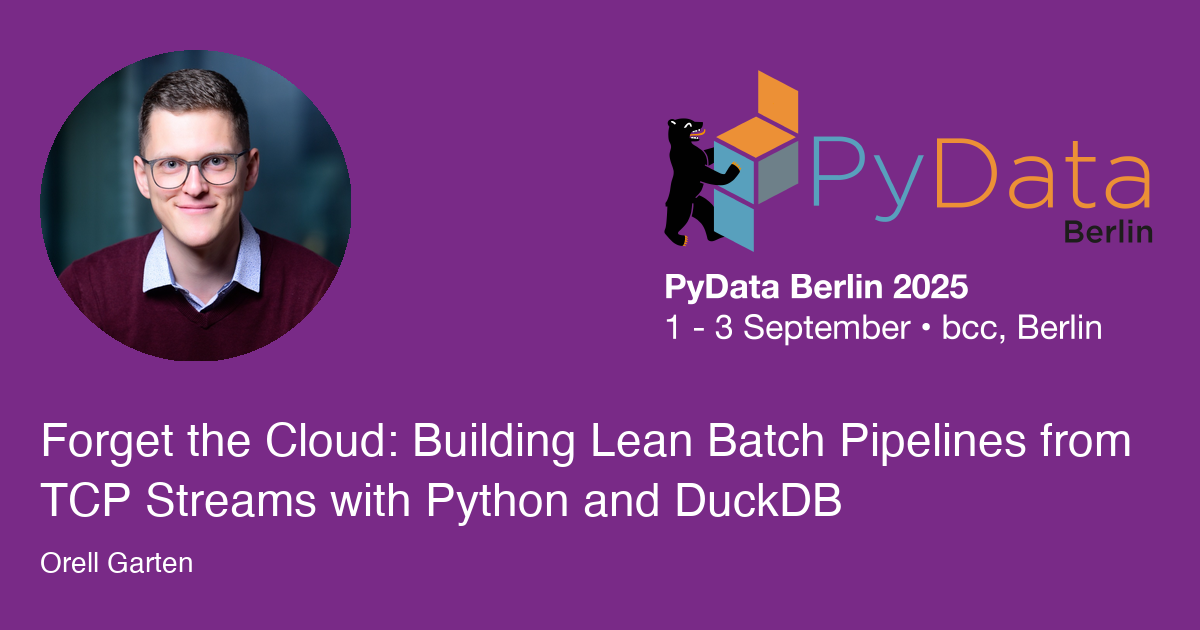 PyData
Berlin
PyData Berlin 2025
1 - 3 September • bcc, Berlin
Forget the Cloud: Building Lean Batch Pipelines from
TCP Streams with Python and DuckDB
Orell Garten